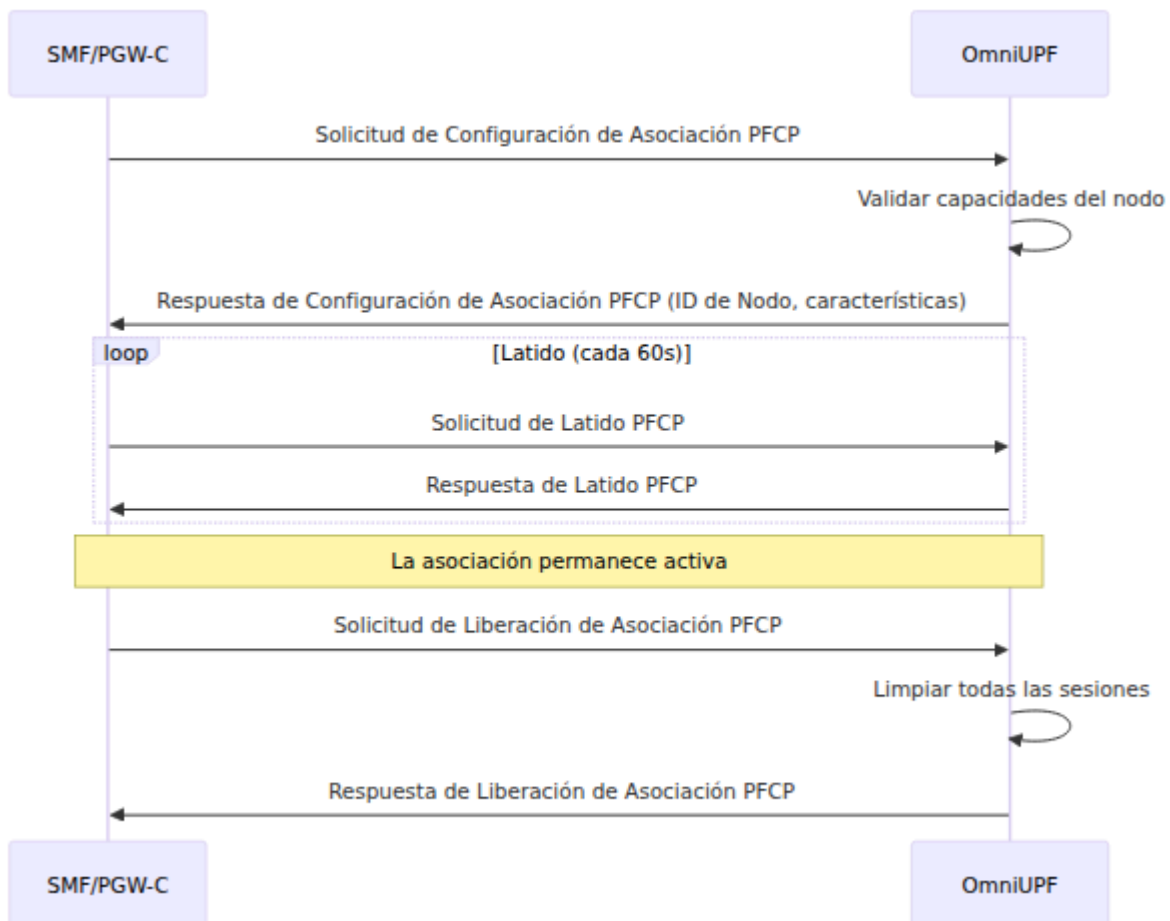 SMF/PGW-C
OmniUPF
Solicitud de Configuración de Asociación PFCP
Validar capacidades del nodo
Respuesta de Configuración de Asociación PFCP (ID de Nodo, características)
loop
[Latido (cada 60s)]
Solicitud de Latido PFCP
Respuesta de Latido PFCP
La asociación permanece activa
Solicitud de Liberación de Asociación PFCP
Limpiar todas las sesiones
Respuesta de Liberación de Asociación PFCP
SMF/PGW-C
OmniUPF